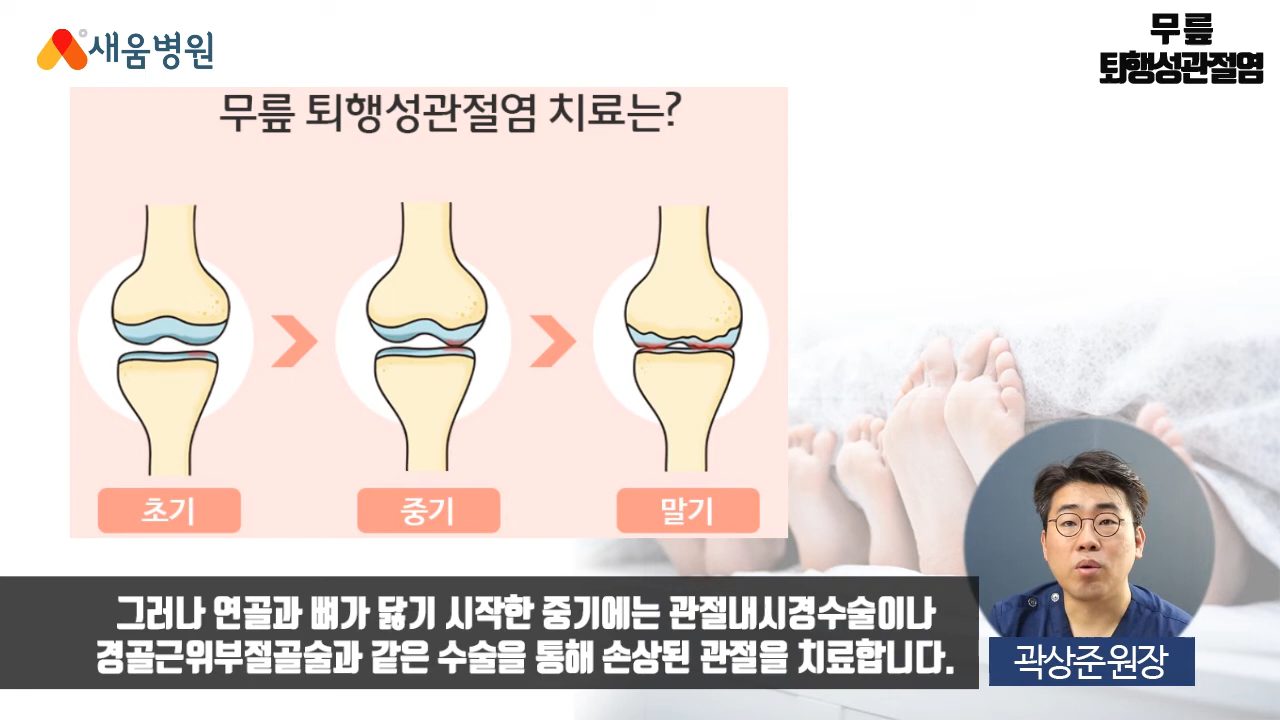 새움병원
무릎
퇴행성관절염
무릎 퇴행성관절염 치료는?
초기
중기
말기
그러나 연골과 뼈가 닳기 시작한 중기에는 관절내시경수술이나
경골근위부절골술과 같은 수술을 통해 손상된 관절을 치료합니다.
곽상준 원장